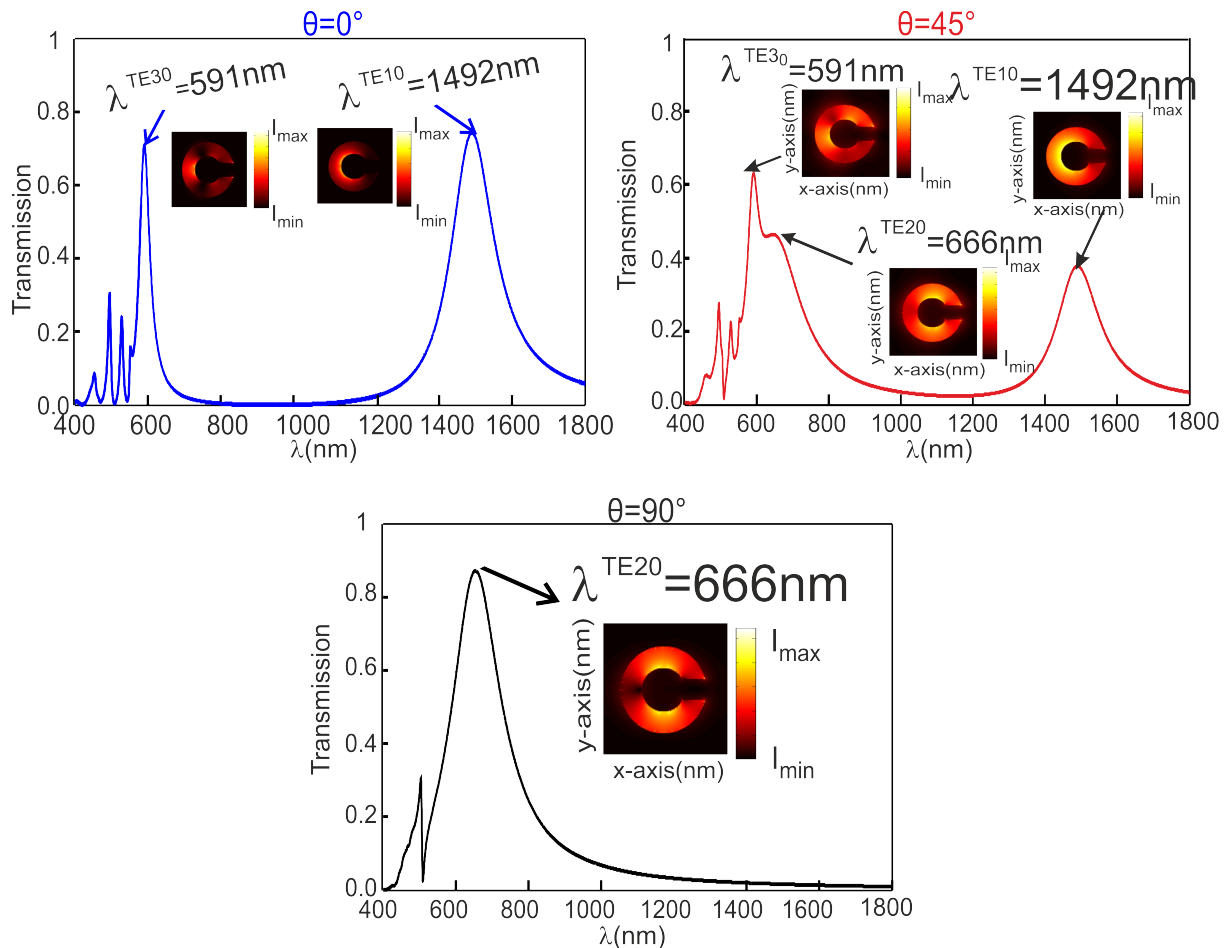 θ=0°
λ^TE30=591nm
λ^TE10=1492nm
I_max
I_min
I_max
I_min
Transmission
1
0.8
0.6
0.4
0.2
0.0
400 600 800 1000 1200 1400 1600 1800
λ(nm)
θ=45°
λ^TE30=591nm
λ^TE10=1492nm
I_max
I_min
y-axis(nm)
x-axis(nm)
I_max
I_min
y-axis(nm)
x-axis(nm)
λ^TE20=666nm
I_max
I_min
y-axis(nm)
x-axis(nm)
Transmission
1
0.8
0.6
0.4
0.2
0.0
400 600 800 1000 1200 1400 1600 1800
λ(nm)
θ=90°
λ^TE20=666nm
I_max
I_min
y-axis(nm)
x-axis(nm)
Transmission
1
0.8
0.6
0.4
0.2
0.0
400 600 800 1000 1200 1400 1600 1800
λ(nm)